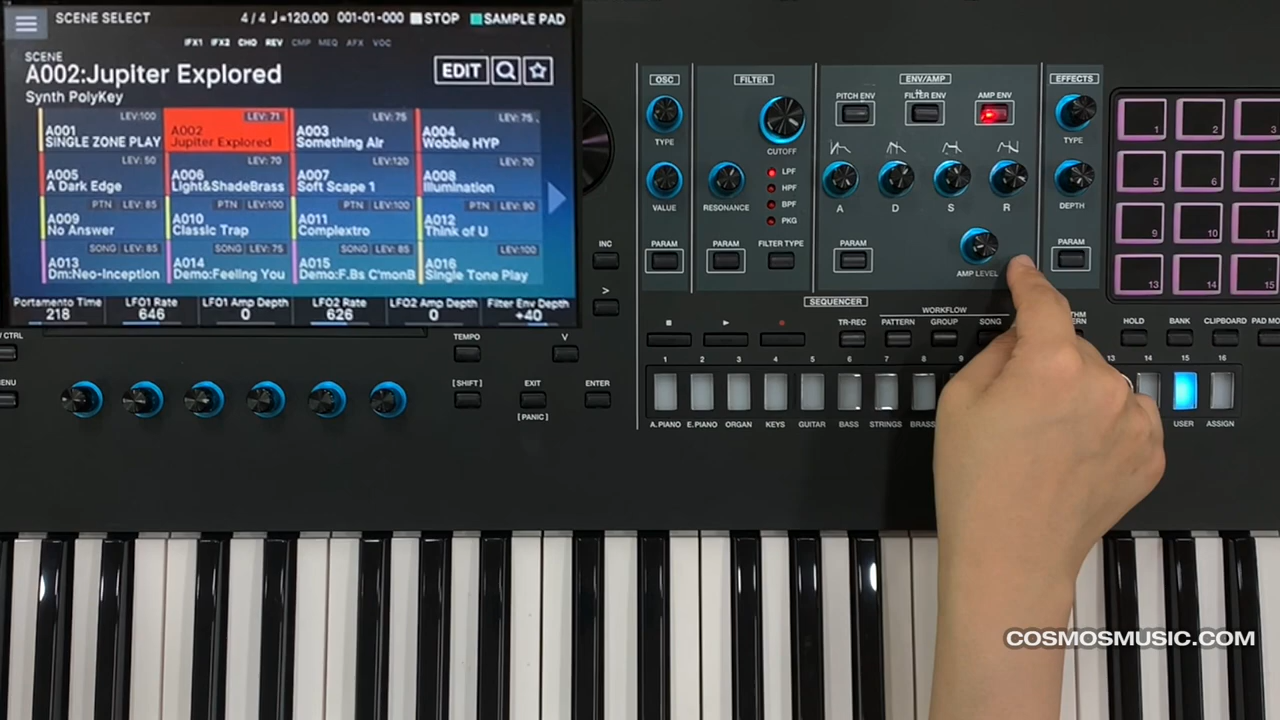 SCENE SELECT
4/4 ♩=120.00 001-01-000 STOP SAMPLE PAD
IFX1 IFX2 CHO REV CMP MEQ AFX VOC
SCENE
A002:Jupiter Explored
EDIT
Synth PolyKey
LEV:100 LEV: 71 LEV: 75 LEV: 75
A001 A002 A003 A004
SINGLE ZONE PLAY Jupiter Explored Something Air Wobble HYP
LEV: 50 LEV: 70 LEV:120 LEV: 70
A005 A006 A007 A008
A Dark Edge Light&ShadeBrass Soft Scape 1 Illumination
PTN LEV: 85 PTN LEV:100 PTN LEV:100 PTN LEV: 90
A009 A010 A011 A012
No Answer Classic Trap Complextro Think of U
SONG LEV: 85 SONG LEV: 75 SONG LEV: 85 LEV:100
A013 A014 A015 A016
Dm:Neo-Inception Demo:Feeling You Demo:F.Bs C'monB Single Tone Play
Portamento Time LFO1 Rate LFO1 Amp Depth LFO2 Rate LFO2 Amp Depth Filter Env Depth
218 646 0 626 0 +40
INC
>
V
CTRL
MENU
TEMPO
[SHIFT]
EXIT
[PANIC]
ENTER
OSC FILTER ENV/AMP EFFECTS
PITCH ENV FILTER ENV AMP ENV
TYPE CUTOFF TYPE
LPF
HPF
BPF
PKG
VALUE RESONANCE A D S R DEPTH
PARAM PARAM FILTER TYPE PARAM AMP LEVEL PARAM
SEQUENCER
WORKFLOW
TR-REC PATTERN GROUP SONG HOLD BANK CLIPBOARD PAD MO
1 2 3 4 5 6 7 8 9 13 14 15 16
A.PIANO E.PIANO ORGAN KEYS GUITAR BASS STRINGS BRASS USER ASSIGN
1 2 3
5 6 7
9 10 11
13 14 15
COSMOSMUSIC.COM